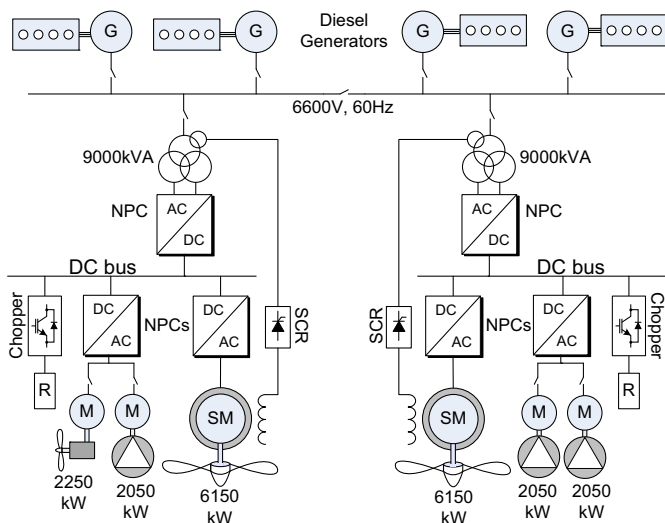 G
G
Diesel
Generators
G
G
6600V, 60Hz
9000kVA
9000kVA
NPC
AC
DC
AC
DC
NPC
DC bus
DC bus
Chopper
DC
AC
NPCs
DC
AC
SCR
SCR
DC
AC
NPCs
DC
AC
Chopper
R
R
M
M
SM
SM
M
M
2250
kW
2050
kW
6150
kW
6150
kW
2050
kW
2050
kW